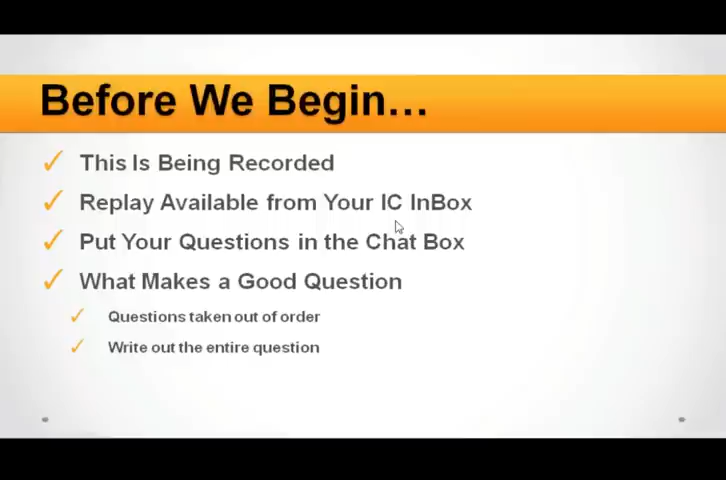 Before We Begin...
This Is Being Recorded
Replay Available from Your IC InBox
Put Your Questions in the Chat Box
What Makes a Good Question
Questions taken out of order
Write out the entire question